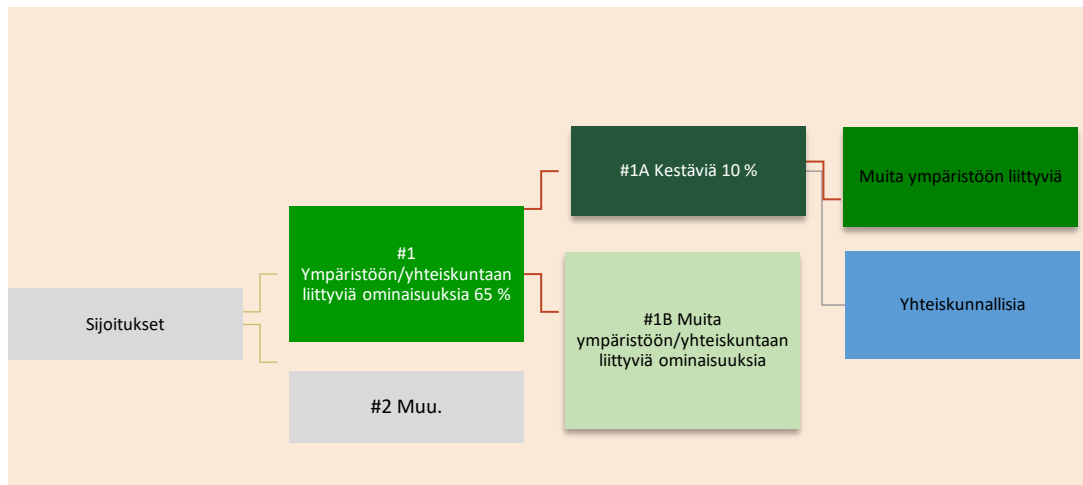 Sijoitukset
#1
Ympäristöön/yhteiskuntaan
liittyviä ominaisuuksia 65 %
#2 Muu.
#1A Kestäviä 10 %
#1B Muita
ympäristöön/yhteiskuntaan
liittyviä ominaisuuksia
Muita ympäristöön liittyviä
Yhteiskunnallisia